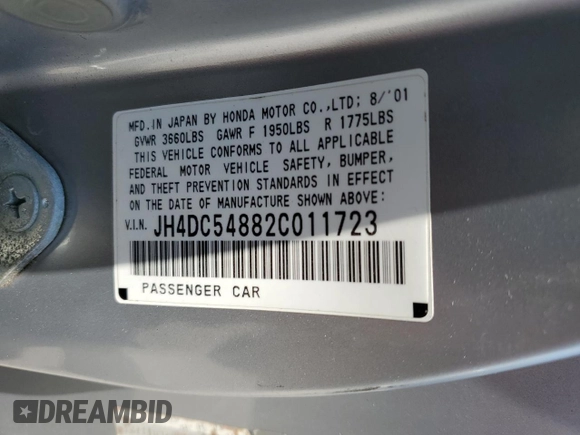 MFD.IN JAPAN BY HONDA MOTOR CO.,LTD; 8/'01
GVWR 3660LBS GAWR F 1950LBS R 1775LBS
THIS VEHICLE CONFORMS TO ALL APPLICABLE
FEDERAL MOTOR VEHICLE SAFETY, BUMPER,
AND THEFT PREVENTION STANDARDS IN EFFECT
ON THE DATE OF MANUFACTURE SHOWN ABOVE:
V.I.N. JH4DC54882C011723
PASSENGER CAR
DREAMBID